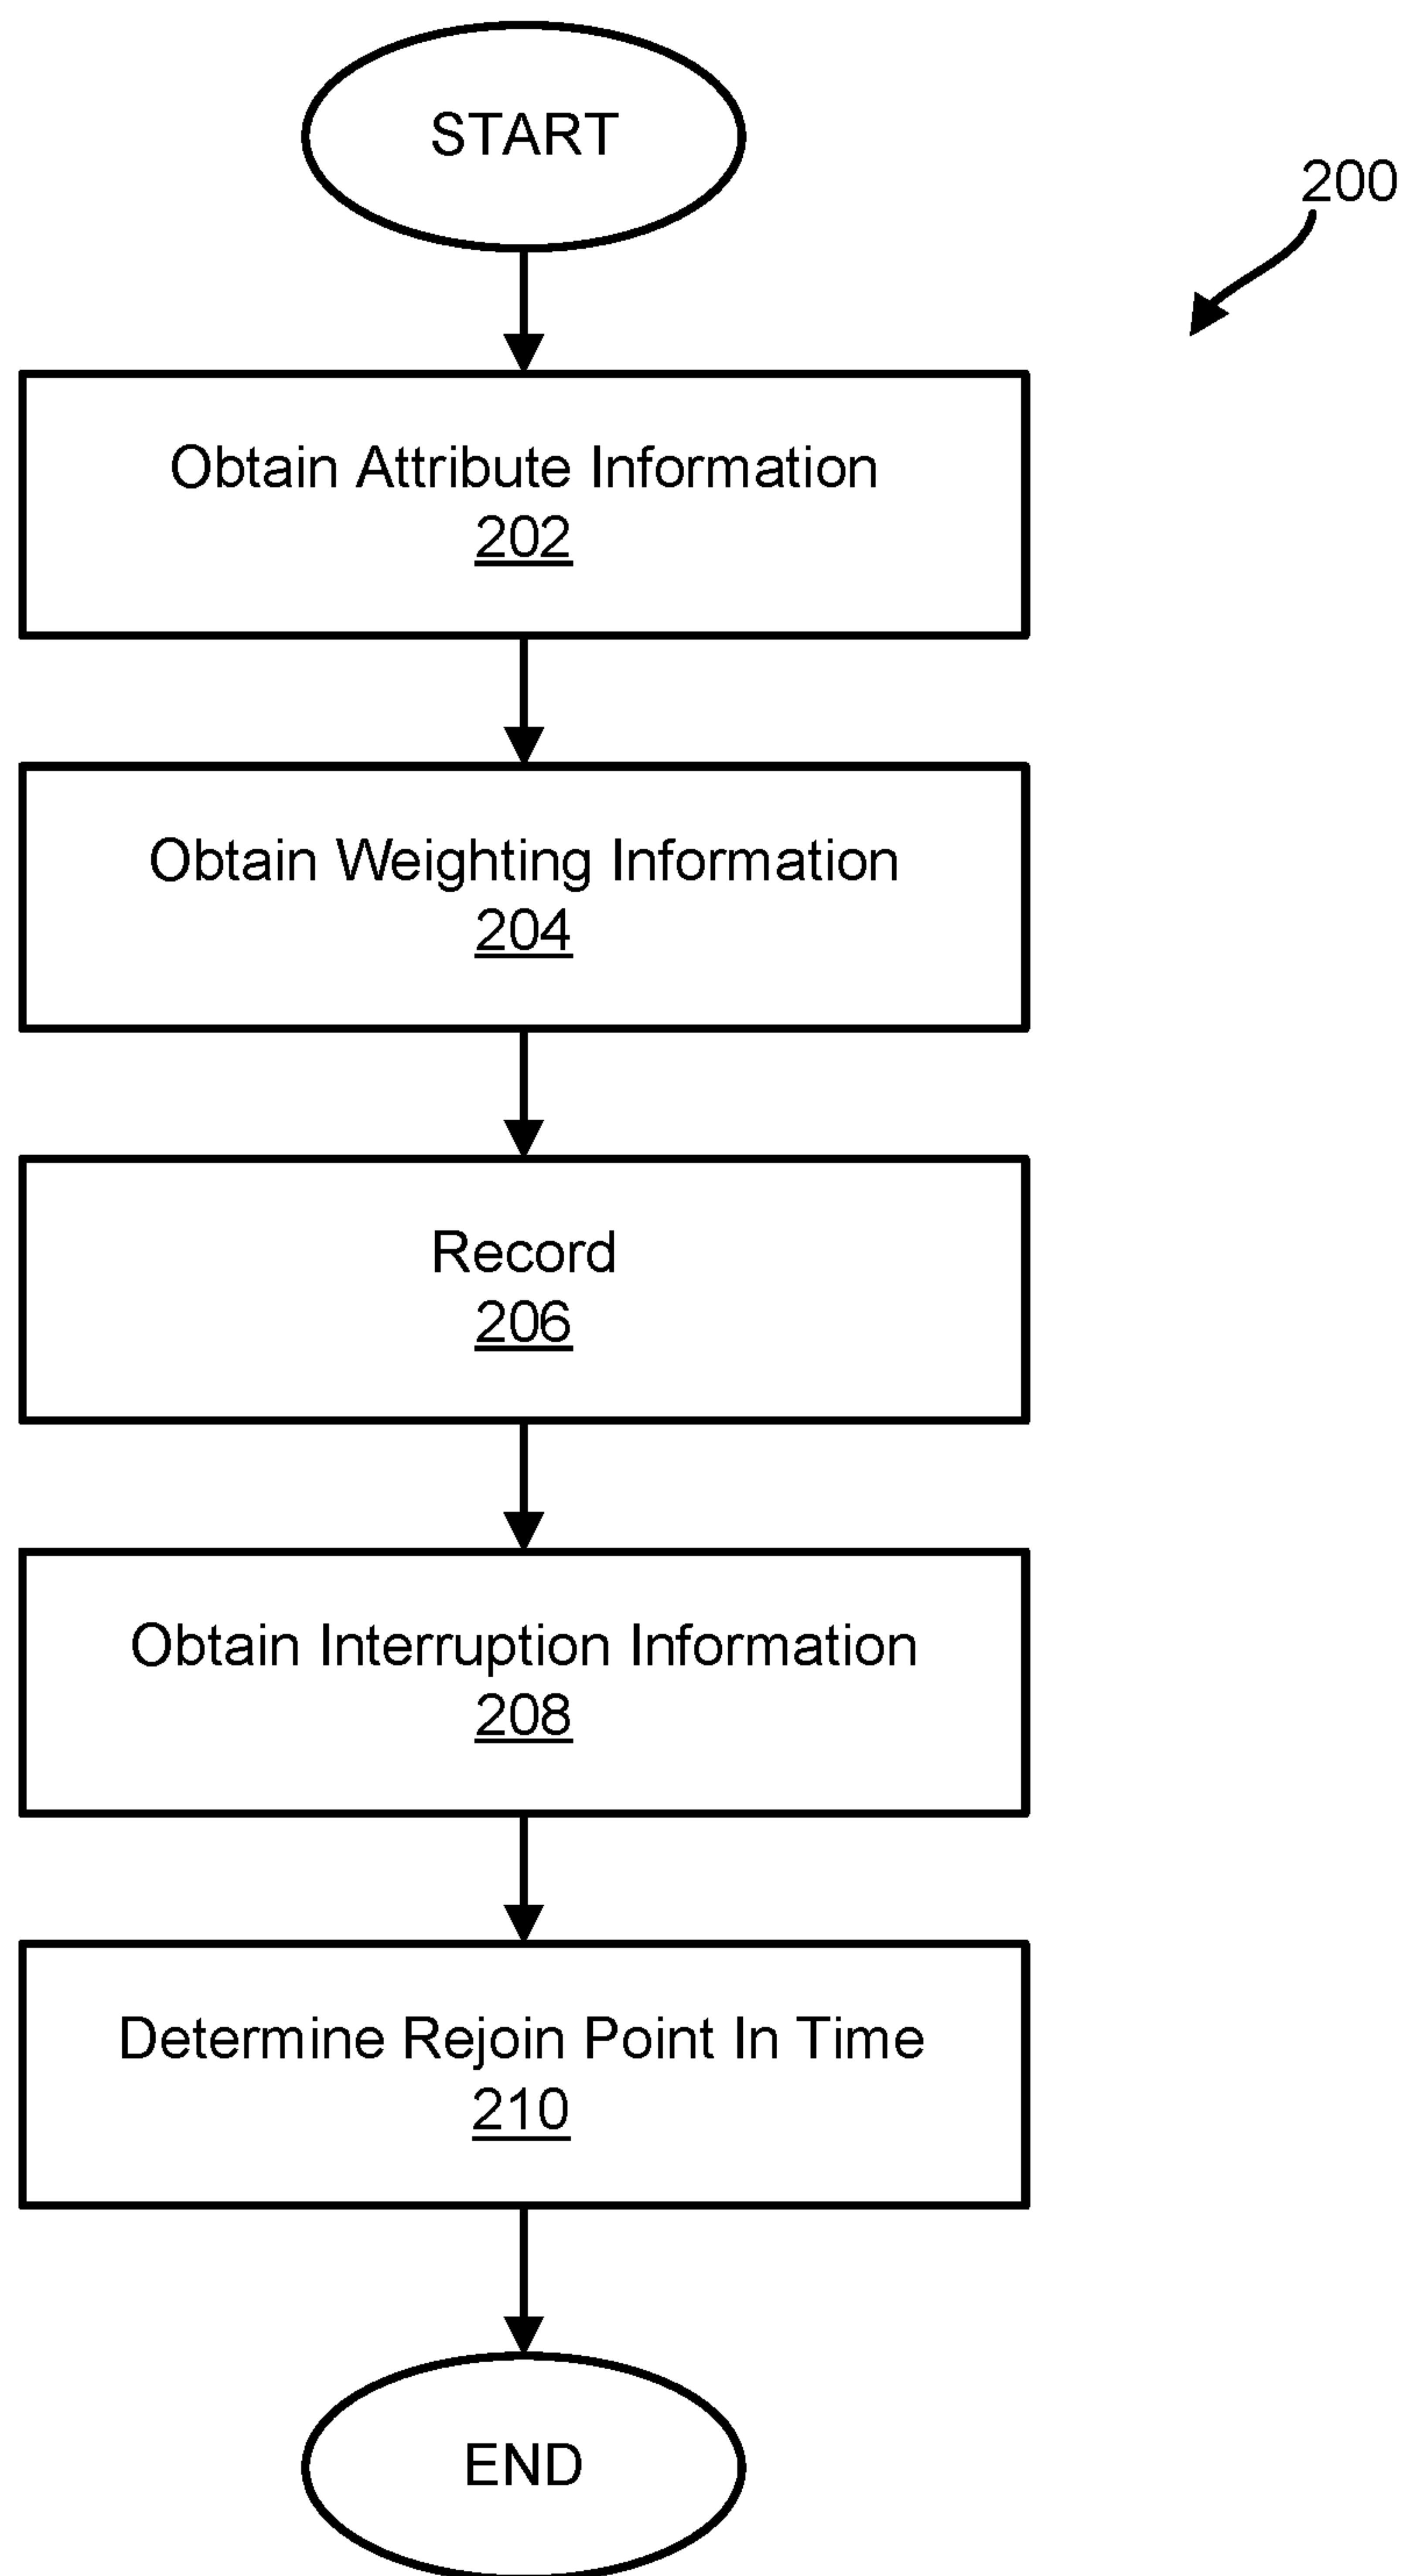 START
200
Obtain Attribute Information
202
Obtain Weighting Information
204
Record
206
Obtain Interruption Information
208
Determine Rejoin Point In Time
210
END